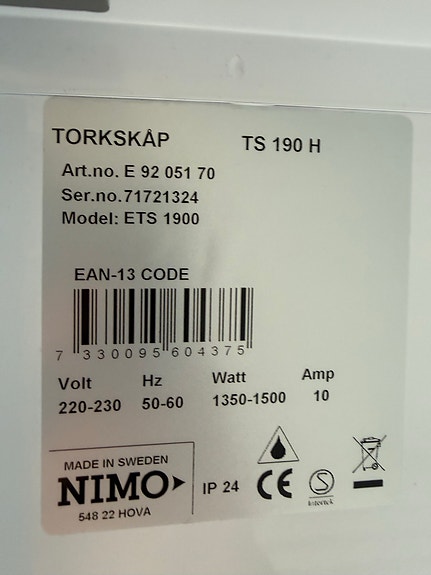 TORKSKÅP TS 190 H
Art.no. E 92 051 70
Ser.no.71721324
Model: ETS 1900
EAN-13 CODE
7 330095 604375
Volt Hz Watt Amp
220-230 50-60 1350-1500 10
MADE IN SWEDEN
NIMO
548 22 HOVA
IP 24
CE
S
Intertek